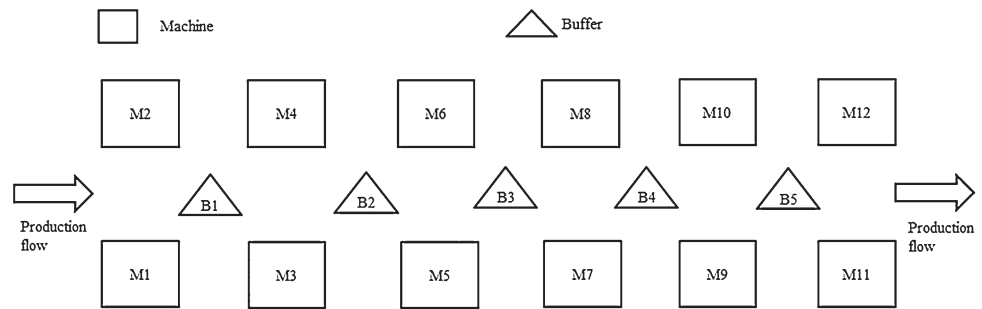 Machine
Buffer
M2
M4
M6
M8
M10
M12
B1
B2
B3
B4
B5
Production
flow
Production
flow
M1
M3
M5
M7
M9
M11